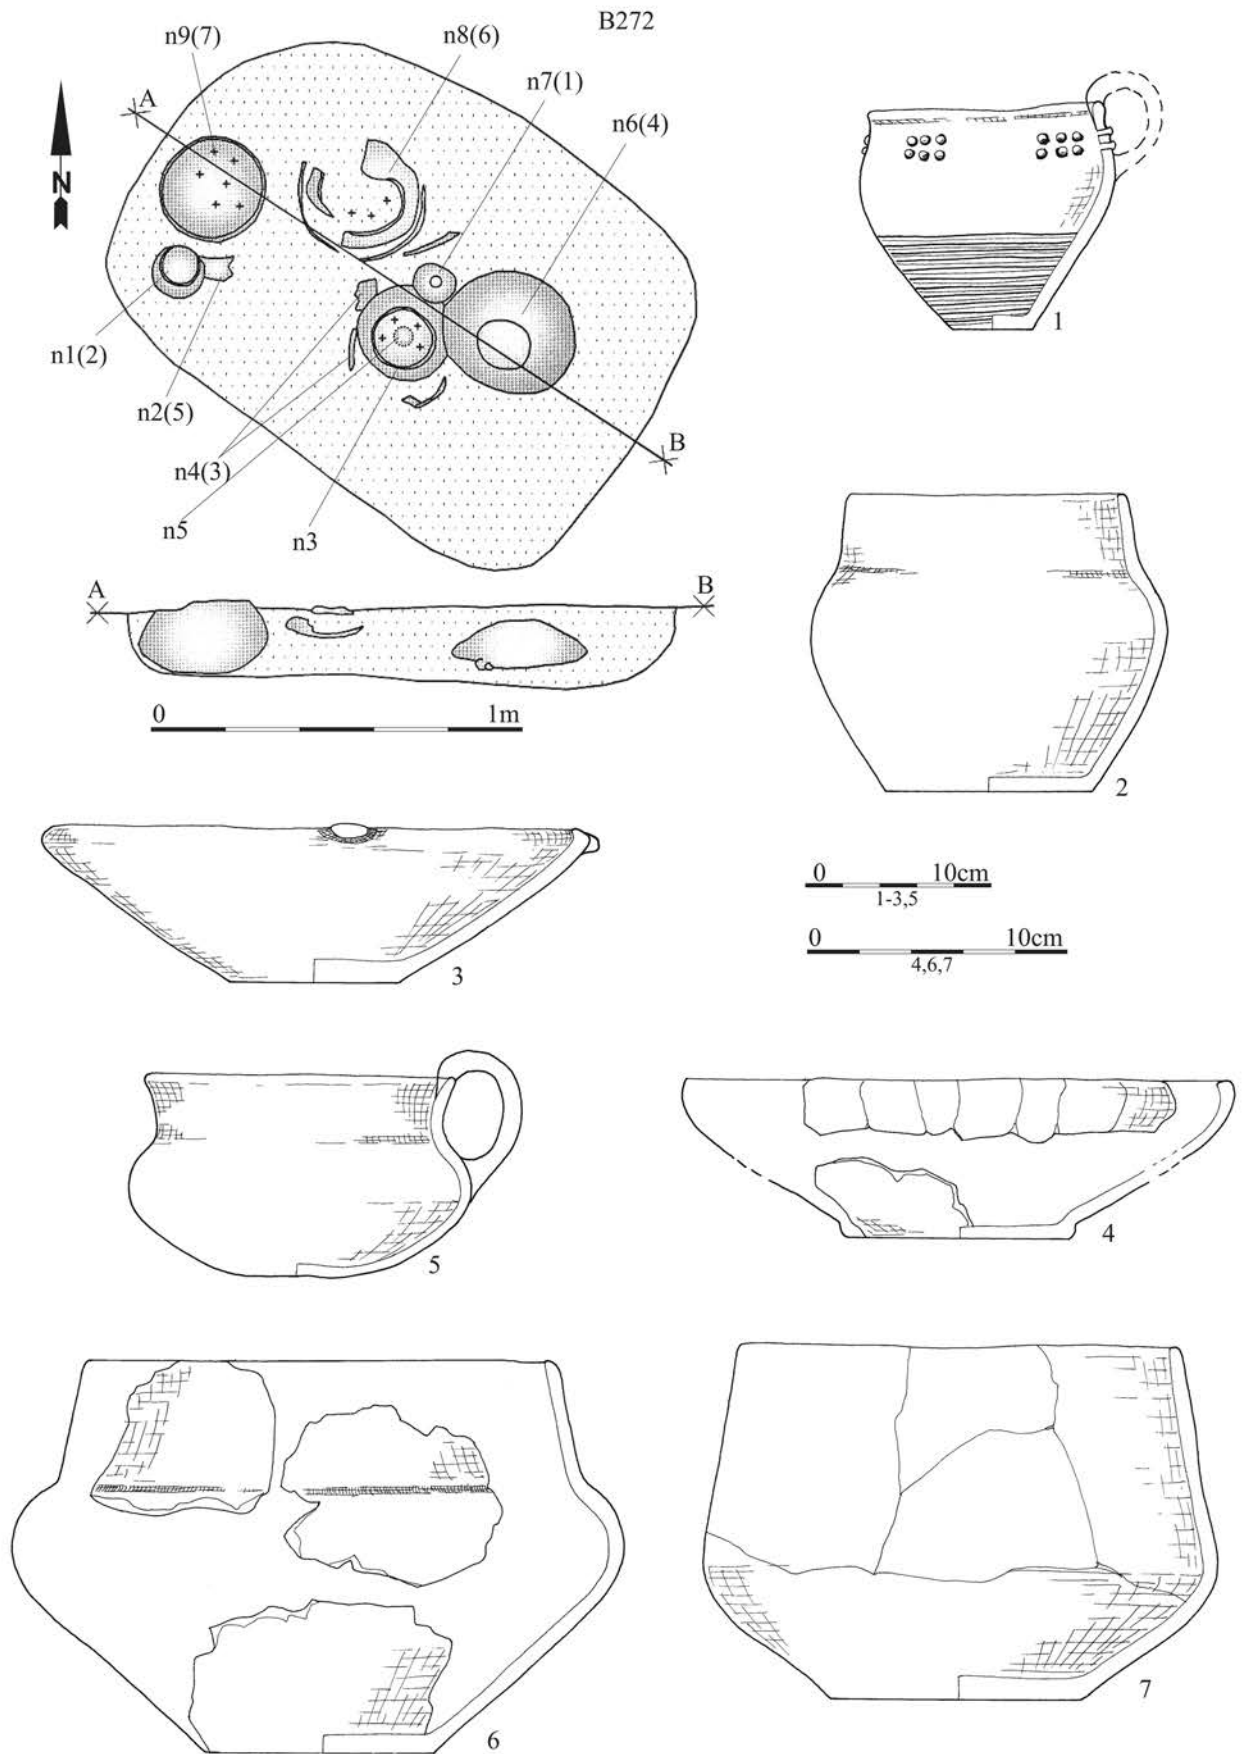 B272
n9(7)
n8(6)
n7(1)
n6(4)
A
N
n1(2)
n2(5)
n4(3)
n5
n3
B
1
A
B
0 1m
2
3
0 10cm
1-3,5
0 10cm
4,6,7
5
4
6
7